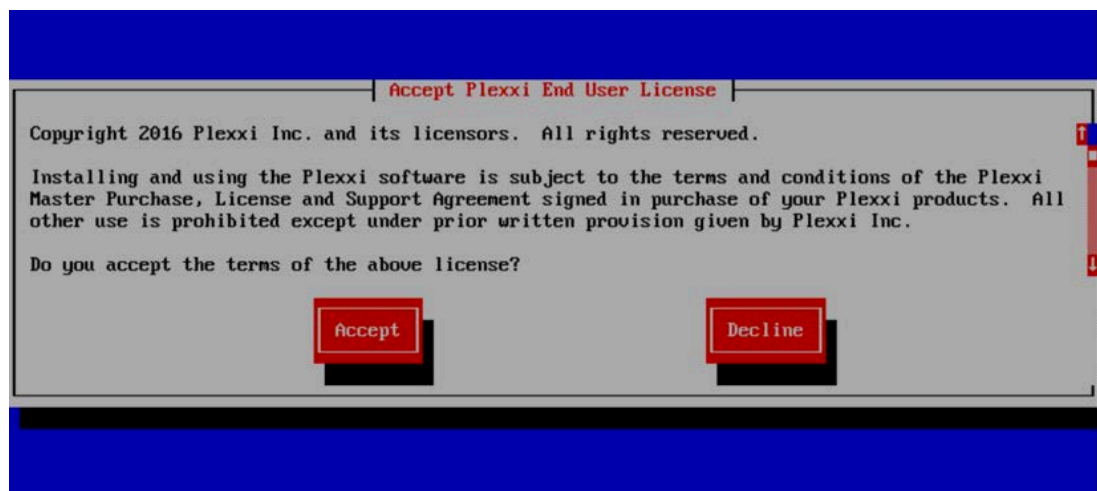 Accept Plexxi End User License
Copyright 2016 Plexxi Inc. and its licensors.  All rights reserved.
Installing and using the Plexxi software is subject to the terms and conditions of the Plexxi
Master Purchase, License and Support Agreement signed in purchase of your Plexxi products.  All
other use is prohibited except under prior written provision given by Plexxi Inc.
Do you accept the terms of the above license?
Accept
Decline